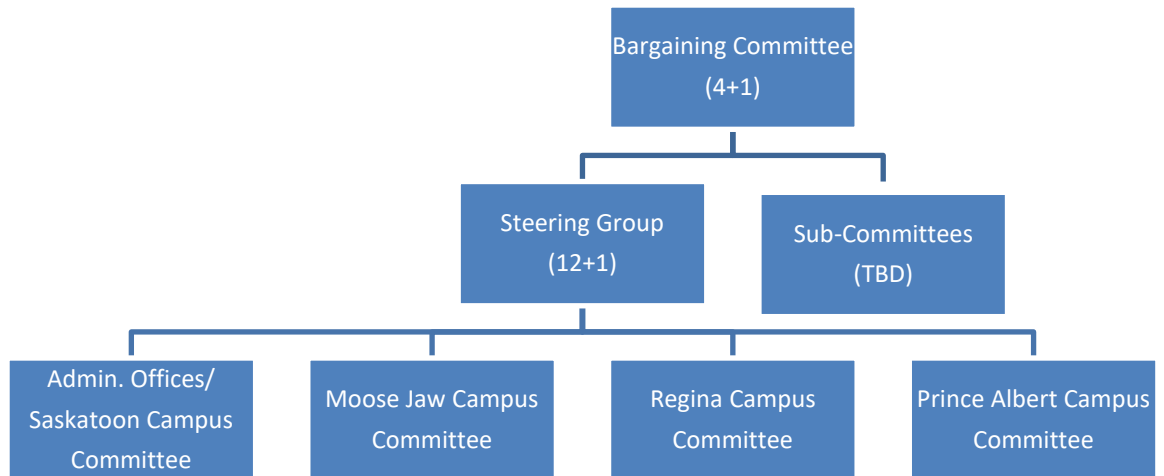 Bargaining Committee
(4+1)
Steering Group
(12+1)
Sub-Committees
(TBD)
Admin. Offices/
Saskatoon Campus
Committee
Moose Jaw Campus
Committee
Regina Campus
Committee
Prince Albert Campus
Committee